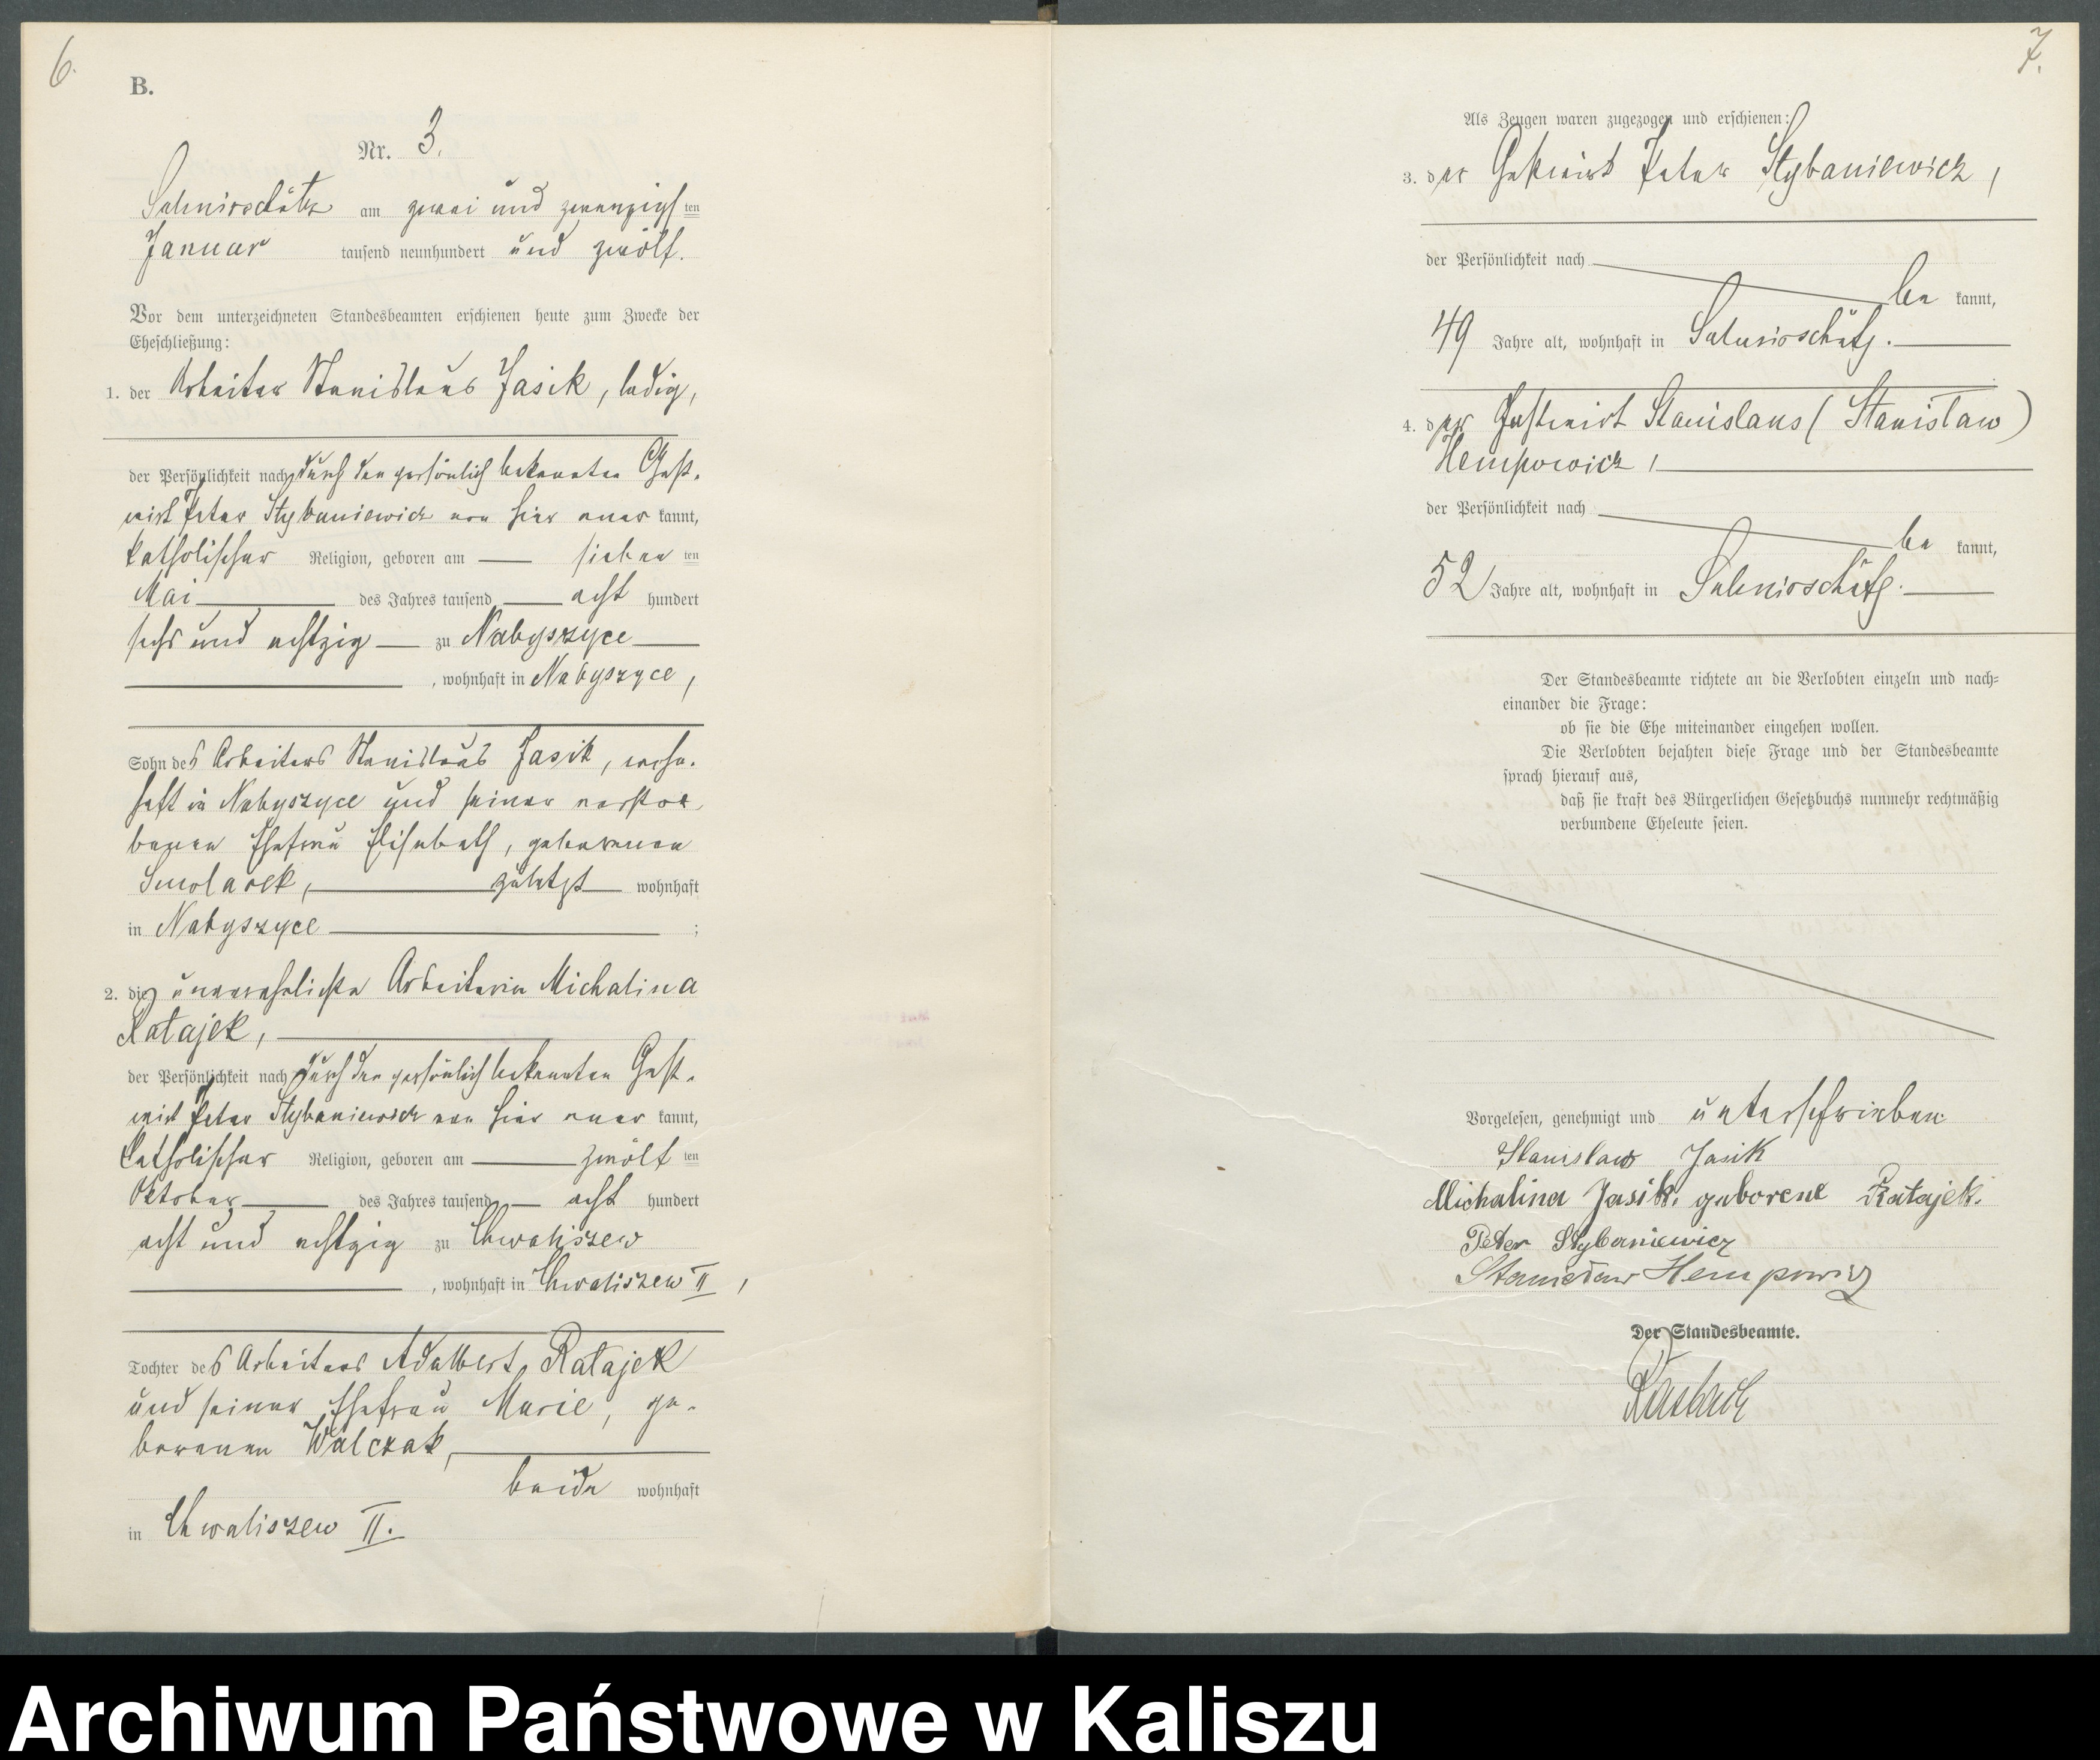 6.
B.
Nr. 3.
Sulmirschütz am zwei und zwanzigsten
Januar tausend neunhundert und zwölf.
Vor dem unterzeichneten Standesbeamten erschienen heute zum Zwecke der
Eheschließung:
1. der Arbeiter Stanislaus Jasik, ledig,
der Persönlichkeit nach durch den persönlich bekannten Gast-
wirt Peter Stybaniewicz von hier aner kannt,
katholischer Religion, geboren am sieben ten
Mai des Jahres tausend acht hundert
sechs und achtzig zu Nabyszyce
, wohnhaft in Nabyszyce,
Sohn des Arbeiters Stanislaus Jasik, wohn-
haft in Nabyszyce und seiner verstor-
benen Ehefrau Elisabeth, geborenen
Smolarek, zuletzt wohnhaft
in Nabyszyce ;
2. die unverehelichte Arbeiterin Michalina
Ratajek,
der Persönlichkeit nach durch den persönlich bekannten Gast-
wirt Peter Stybaniewicz von hier aner kannt,
katholischer Religion, geboren am zwölf ten
Oktober des Jahres tausend acht hundert
acht und achtzig zu Chwaliszew
, wohnhaft in Chwaliszew II,
Tochter des Arbeiters Adalbert Ratajek
und seiner Ehefrau Marie, ge-
borenen Walczak,
beide wohnhaft
in Chwaliszew II.
7.
Als Zeugen waren zugezogen und erschienen:
3. der Gastwirt Peter Stybaniewicz,
der Persönlichkeit nach
be kannt,
49 Jahre alt, wohnhaft in Sulmirschütz.
4. der Gastwirt Stanislaus (Stanisław)
Hempowicz,
der Persönlichkeit nach
be kannt,
52 Jahre alt, wohnhaft in Sulmirschütz.
Der Standesbeamte richtete an die Verlobten einzeln und nach-
einander die Frage:
ob sie die Ehe miteinander eingehen wollen.
Die Verlobten bejahten diese Frage und der Standesbeamte
sprach hierauf aus,
daß sie kraft des Bürgerlichen Gesetzbuchs nunmehr rechtmäßig
verbundene Eheleute seien.
Vorgelesen, genehmigt und unterschrieben
Stanislaw Jasik
Michalina Jasik, geborene Ratajek.
Peter Stybaniewicz
Stanisław Hempowicz
Der Standesbeamte.
Archiwum Państwowe w Kaliszu